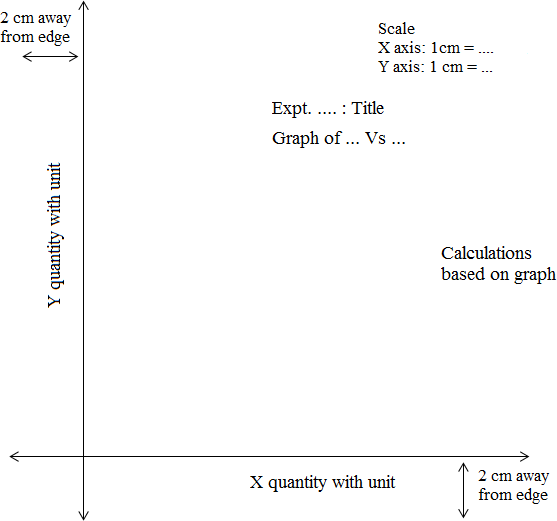 2 cm away
from edge
Scale
X axis: 1cm = ....
Y axis: 1 cm = ...
Expt. .... : Title
Graph of ... Vs ...
Y quantity with unit
Calculations
based on graph
X quantity with unit
2 cm away
from edge